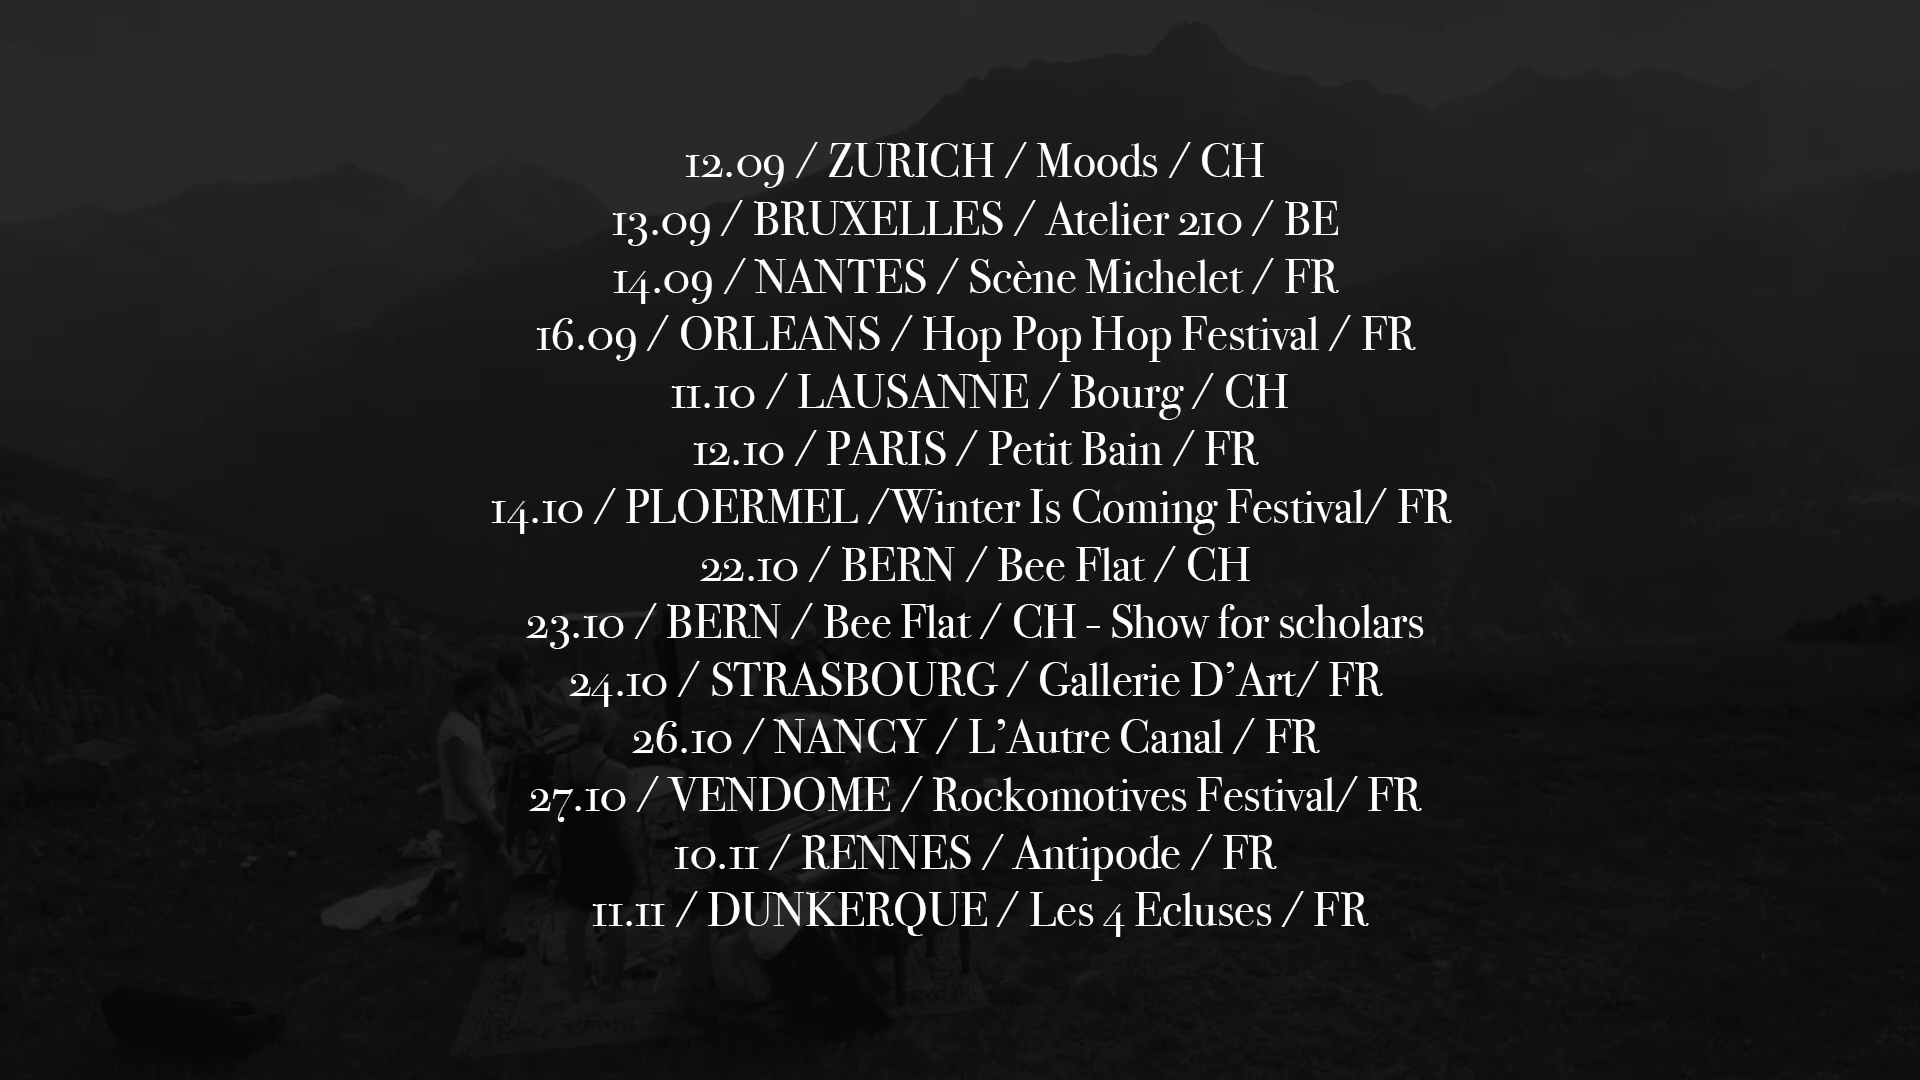 12.09 / ZURICH / Moods / CH
13.09 / BRUXELLES / Atelier 210 / BE
14.09 / NANTES / Scène Michelet / FR
16.09 / ORLEANS / Hop Pop Hop Festival / FR
11.10 / LAUSANNE / Bourg / CH
12.10 / PARIS / Petit Bain / FR
14.10 / PLOERMEL /Winter Is Coming Festival/ FR
22.10 / BERN / Bee Flat / CH
23.10 / BERN / Bee Flat / CH - Show for scholars
24.10 / STRASBOURG / Gallerie D’Art/ FR
26.10 / NANCY / L’Autre Canal / FR
27.10 / VENDOME / Rockomotives Festival/ FR
10.11 / RENNES / Antipode / FR
11.11 / DUNKERQUE / Les 4 Ecluses / FR